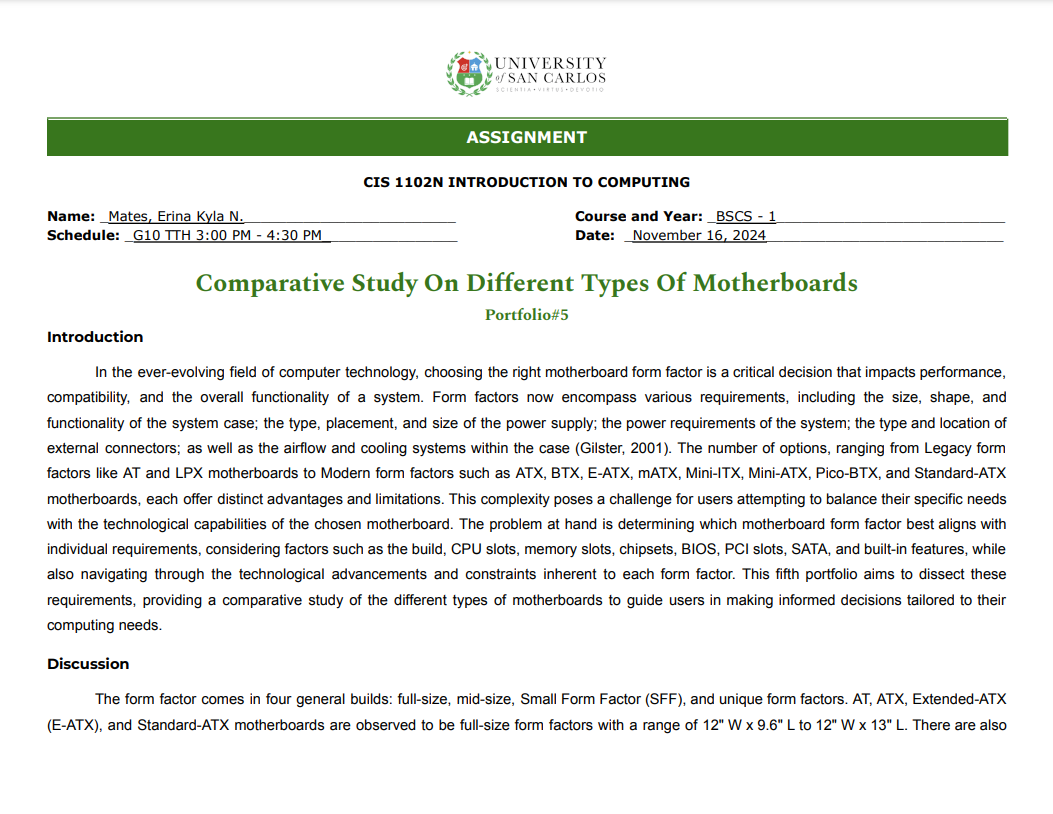 UNIVERSITY
of SAN CARLOS
SCIENTIA • VIRTUS • DEVOTIO
ASSIGNMENT
CIS 1102N INTRODUCTION TO COMPUTING
Name: _Mates, Erina Kyla N.
Course and Year: _BSCS - 1
Schedule: _G10 TTH 3:00 PM - 4:30 PM
Date: _November 16, 2024
Comparative Study On Different Types Of Motherboards
Portfolio#5
Introduction
In the ever-evolving field of computer technology, choosing the right motherboard form factor is a critical decision that impacts performance,
compatibility, and the overall functionality of a system. Form factors now encompass various requirements, including the size, shape, and
functionality of the system case; the type, placement, and size of the power supply; the power requirements of the system; the type and location of
external connectors; as well as the airflow and cooling systems within the case (Gilster, 2001). The number of options, ranging from Legacy form
factors like AT and LPX motherboards to Modern form factors such as ATX, BTX, E-ATX, mATX, Mini-ITX, Mini-ATX, Pico-BTX, and Standard-ATX
motherboards, each offer distinct advantages and limitations. This complexity poses a challenge for users attempting to balance their specific needs
with the technological capabilities of the chosen motherboard. The problem at hand is determining which motherboard form factor best aligns with
individual requirements, considering factors such as the build, CPU slots, memory slots, chipsets, BIOS, PCI slots, SATA, and built-in features, while
also navigating through the technological advancements and constraints inherent to each form factor. This fifth portfolio aims to dissect these
requirements, providing a comparative study of the different types of motherboards to guide users in making informed decisions tailored to their
computing needs.
Discussion
The form factor comes in four general builds: full-size, mid-size, Small Form Factor (SFF), and unique form factors. AT, ATX, Extended-ATX
(E-ATX), and Standard-ATX motherboards are observed to be full-size form factors with a range of 12" W x 9.6" L to 12" W x 13" L. There are also